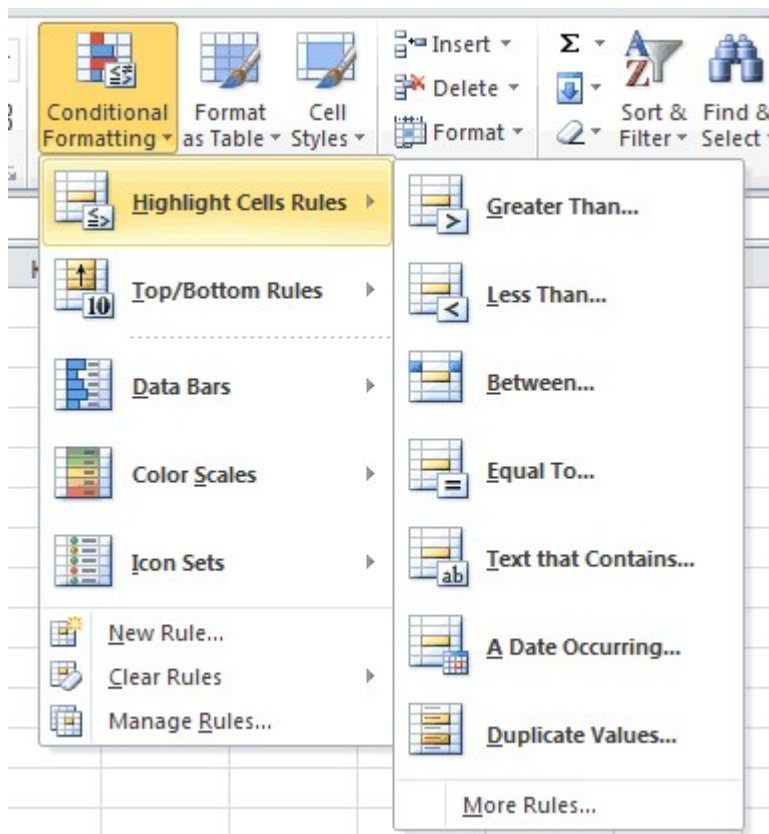 Conditional Formatting
Format as Table
Cell Styles
Insert
Delete
Format
Σ
A
Z
Sort & Filter
Find & Select
Highlight Cells Rules
Top/Bottom Rules
10
Data Bars
Color Scales
Icon Sets
New Rule...
Clear Rules
Manage Rules...
Greater Than...
Less Than...
Between...
Equal To...
Text that Contains...
ab
A Date Occurring...
Duplicate Values...
More Rules...